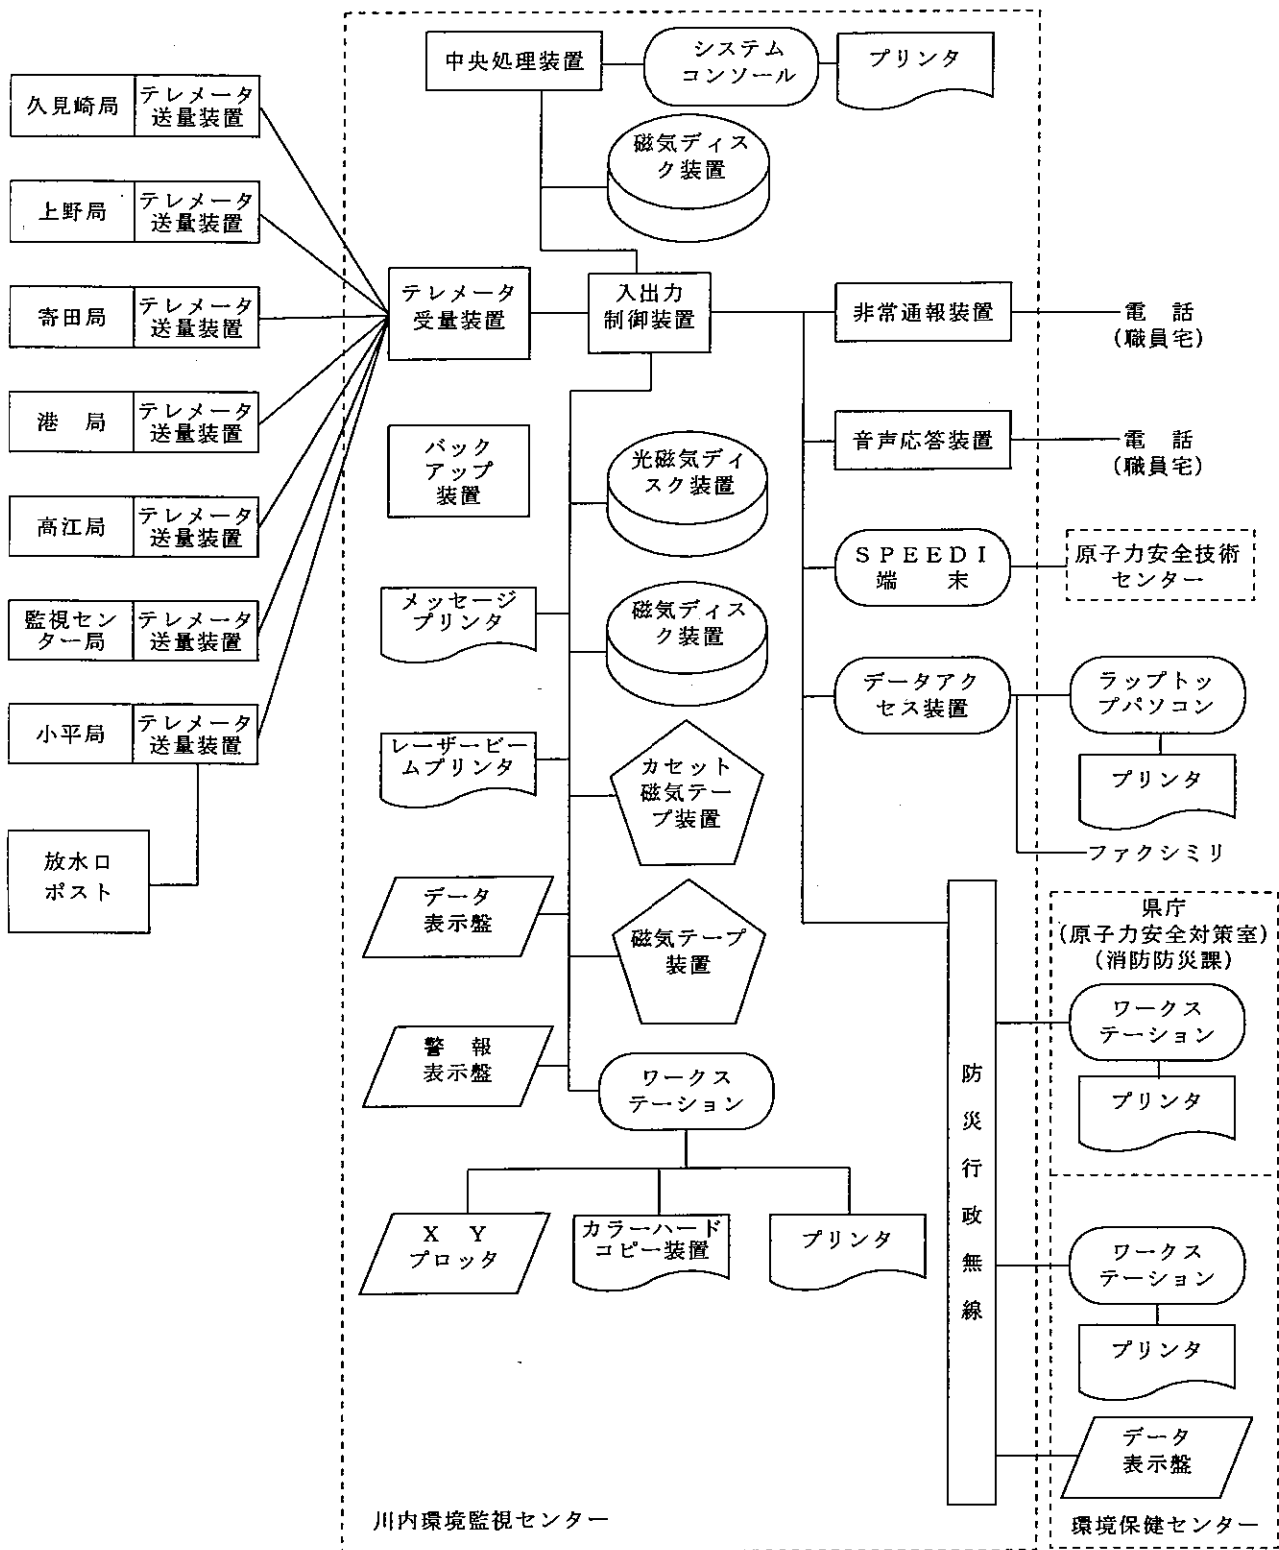 中央処理装置
システム
コンソール
プリンタ
磁気ディス
ク装置
久見崎局
テレメータ
送量装置
上野局
テレメータ
送量装置
寄田局
テレメータ
送量装置
港 局
テレメータ
送量装置
高江局
テレメータ
送量装置
監視セン
ター局
テレメータ
送量装置
小平局
テレメータ
送量装置
放水口
ポスト
テレメータ
受量装置
入出力
制御装置
非常通報装置
電 話
(職員宅)
バック
アップ
装置
光磁気ディ
スク装置
音声応答装置
電 話
(職員宅)
SPEEDI
端 末
原子力安全技術
センター
メッセージ
プリンタ
磁気ディス
ク装置
データアク
セス装置
ラップトッ
プパソコン
プリンタ
ファクシミリ
レーザービー
ムプリンタ
カセット
磁気テー
プ装置
データ
表示盤
磁気テープ
装置
警 報
表示盤
ワークス
テーション
X Y
プロッタ
カラーハード
コピー装置
プリンタ
防災行政無線
県庁
(原子力安全対策室)
(消防防災課)
ワークス
テーション
プリンタ
ワークス
テーション
プリンタ
データ
表示盤
川内環境監視センター
環境保健センター